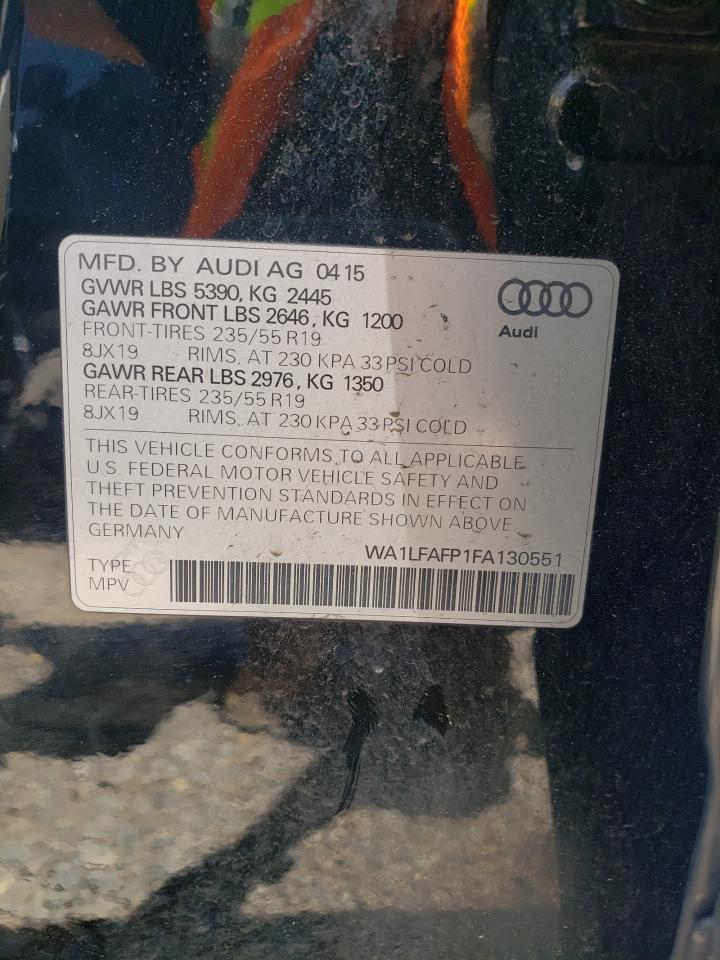 MFD. BY AUDI AG 04 15
GVWR LBS 5390, KG 2445
GAWR FRONT LBS 2646, KG 1200
FRONT-TIRES 235/55 R19
8JX19 RIMS, AT 230 KPA 33 PSI COLD
GAWR REAR LBS 2976, KG 1350
REAR-TIRES 235/55 R19
8JX19 RIMS, AT 230 KPA 33 PSI COLD
Audi
THIS VEHICLE CONFORMS TO ALL APPLICABLE
U.S. FEDERAL MOTOR VEHICLE SAFETY AND
THEFT PREVENTION STANDARDS IN EFFECT ON
THE DATE OF MANUFACTURE SHOWN ABOVE.
GERMANY
WA1LFAFP1FA130551
TYPE:
MPV